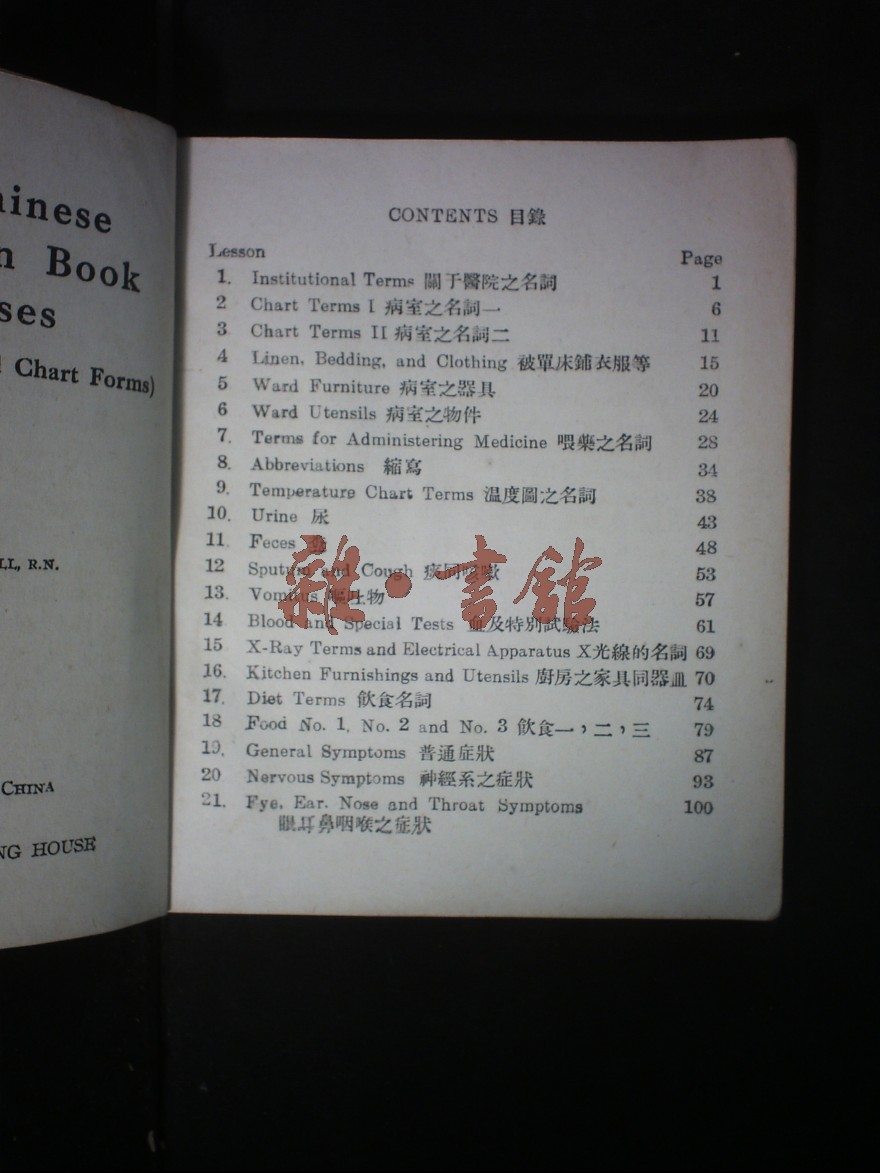 Book
Chart Forms)
R.N.
CHINA
HOUSE
CONTENTS 目錄
Lesson Page
1. Institutional Terms 關于醫院之名詞 1
2 Chart Terms I 病室之名詞一 6
3 Chart Terms II 病室之名詞二 11
4 Linen, Bedding, and Clothing 被單床鋪衣服等 15
5 Ward Furniture 病室之器具 20
6 Ward Utensils 病室之物件 24
7. Terms for Administering Medicine 喂藥之名詞 28
8. Abbreviations 縮寫 34
9. Temperature Chart Terms 温度圖之名詞 38
10. Urine 尿 43
11. Feces 48
12 Sputum and Cough 痰同咳嗽 53
13. Vomitus 嘔吐物 57
14 Blood and Special Tests 血及特別試驗法 61
15 X-Ray Terms and Electrical Apparatus X光線的名詞 69
16. Kitchen Furnishings and Utensils 廚房之家具同器皿 70
17. Diet Terms 飲食名詞 74
18 Food No. 1, No. 2 and No. 3 飲食一，二，三 79
19. General Symptoms 普通症狀 87
20 Nervous Symptoms 神經系之症狀 93
21. Eye, Ear, Nose and Throat Symptoms 100
眼耳鼻咽喉之症狀
雜·書館